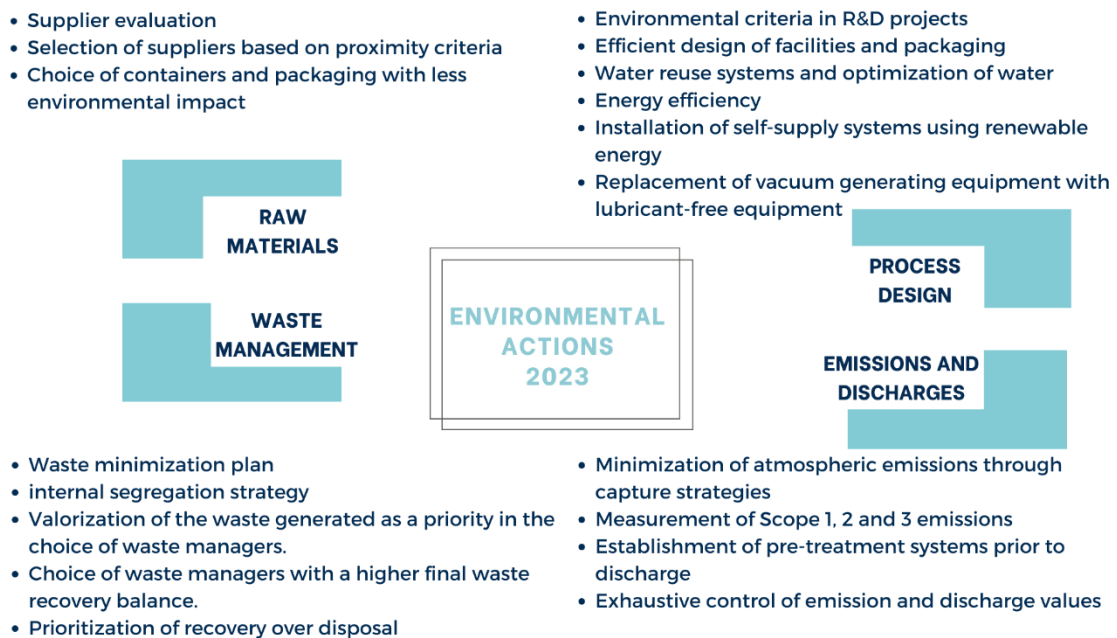 • Supplier evaluation
• Selection of suppliers based on proximity criteria
• Choice of containers and packaging with less
environmental impact
• Environmental criteria in R&D projects
• Efficient design of facilities and packaging
• Water reuse systems and optimization of water
• Energy efficiency
• Installation of self-supply systems using renewable
energy
• Replacement of vacuum generating equipment with
lubricant-free equipment
RAW
MATERIALS
PROCESS
DESIGN
ENVIRONMENTAL
ACTIONS
2023
WASTE
MANAGEMENT
EMISSIONS AND
DISCHARGES
• Waste minimization plan
• internal segregation strategy
• Valorization of the waste generated as a priority in the
choice of waste managers.
• Choice of waste managers with a higher final waste
recovery balance.
• Prioritization of recovery over disposal
• Minimization of atmospheric emissions through
capture strategies
• Measurement of Scope 1, 2 and 3 emissions
• Establishment of pre-treatment systems prior to
discharge
• Exhaustive control of emission and discharge values